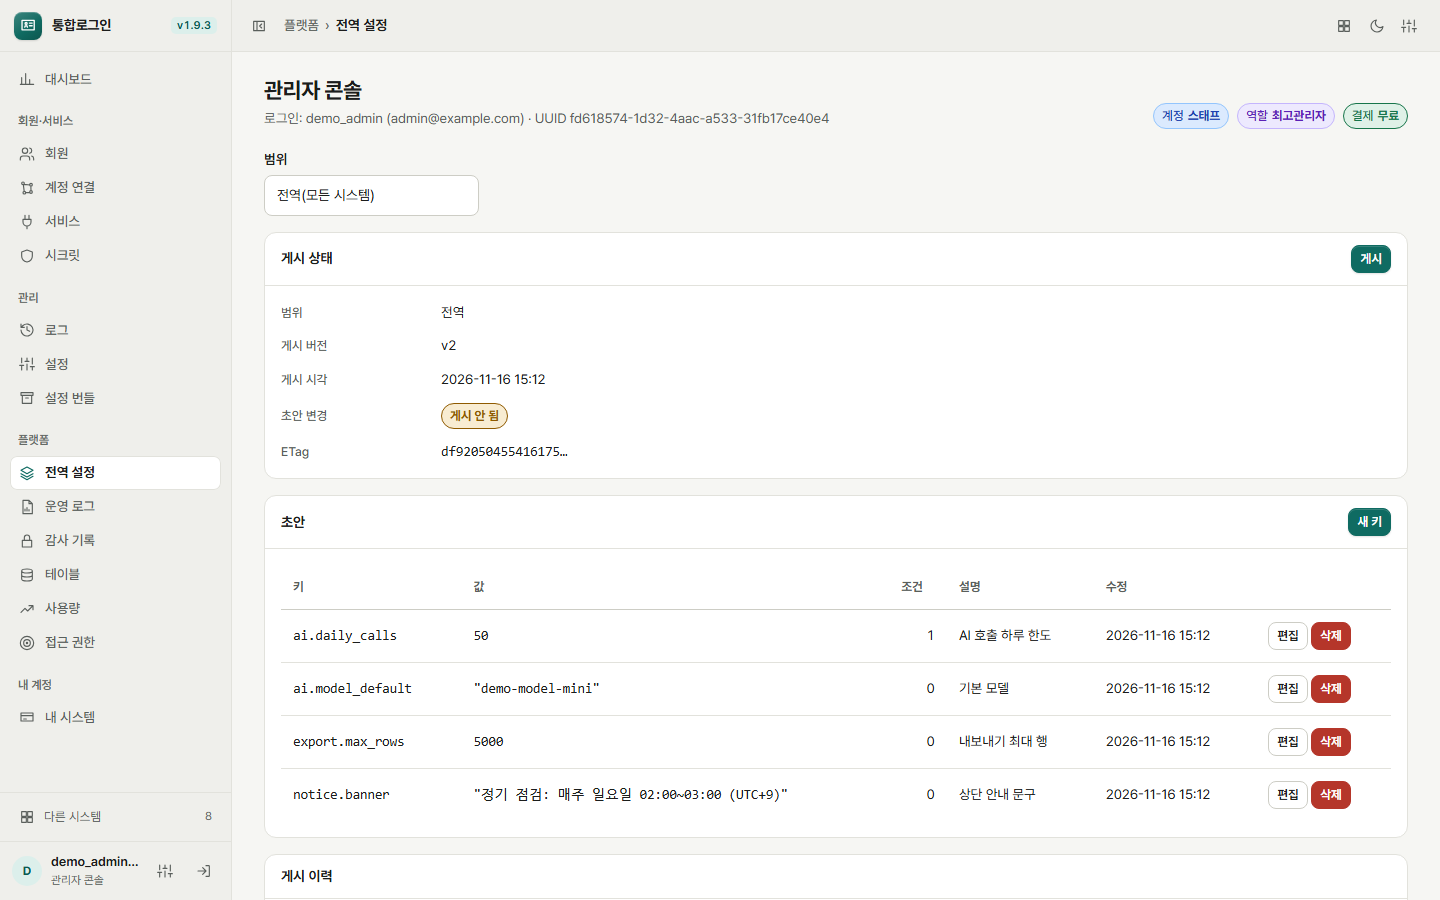 통합로그인
v1.9.3
플랫폼 › 전역 설정
대시보드
회원·서비스
회원
계정 연결
서비스
시크릿
관리
로그
설정
설정 번들
플랫폼
전역 설정
운영 로그
감사 기록
테이블
사용량
접근 권한
내 계정
내 시스템
다른 시스템 8
D
demo_admin...
관리자 콘솔
관리자 콘솔
로그인: demo_admin (admin@example.com) · UUID fd618574-1d32-4aac-a533-31fb17ce40e4
계정 스태프
역할 최고관리자
결제 무료
범위
전역(모든 시스템)
게시 상태
게시
범위 전역
게시 버전 v2
게시 시각 2026-11-16 15:12
초안 변경 게시 안 됨
ETag df92050455416175…
초안
새 키
키 값 조건 설명 수정
ai.daily_calls 50 1 AI 호출 하루 한도 2026-11-16 15:12 편집 삭제
ai.model_default "demo-model-mini" 0 기본 모델 2026-11-16 15:12 편집 삭제
export.max_rows 5000 0 내보내기 최대 행 2026-11-16 15:12 편집 삭제
notice.banner "정기 점검: 매주 일요일 02:00~03:00 (UTC+9)" 0 상단 안내 문구 2026-11-16 15:12 편집 삭제
게시 이력